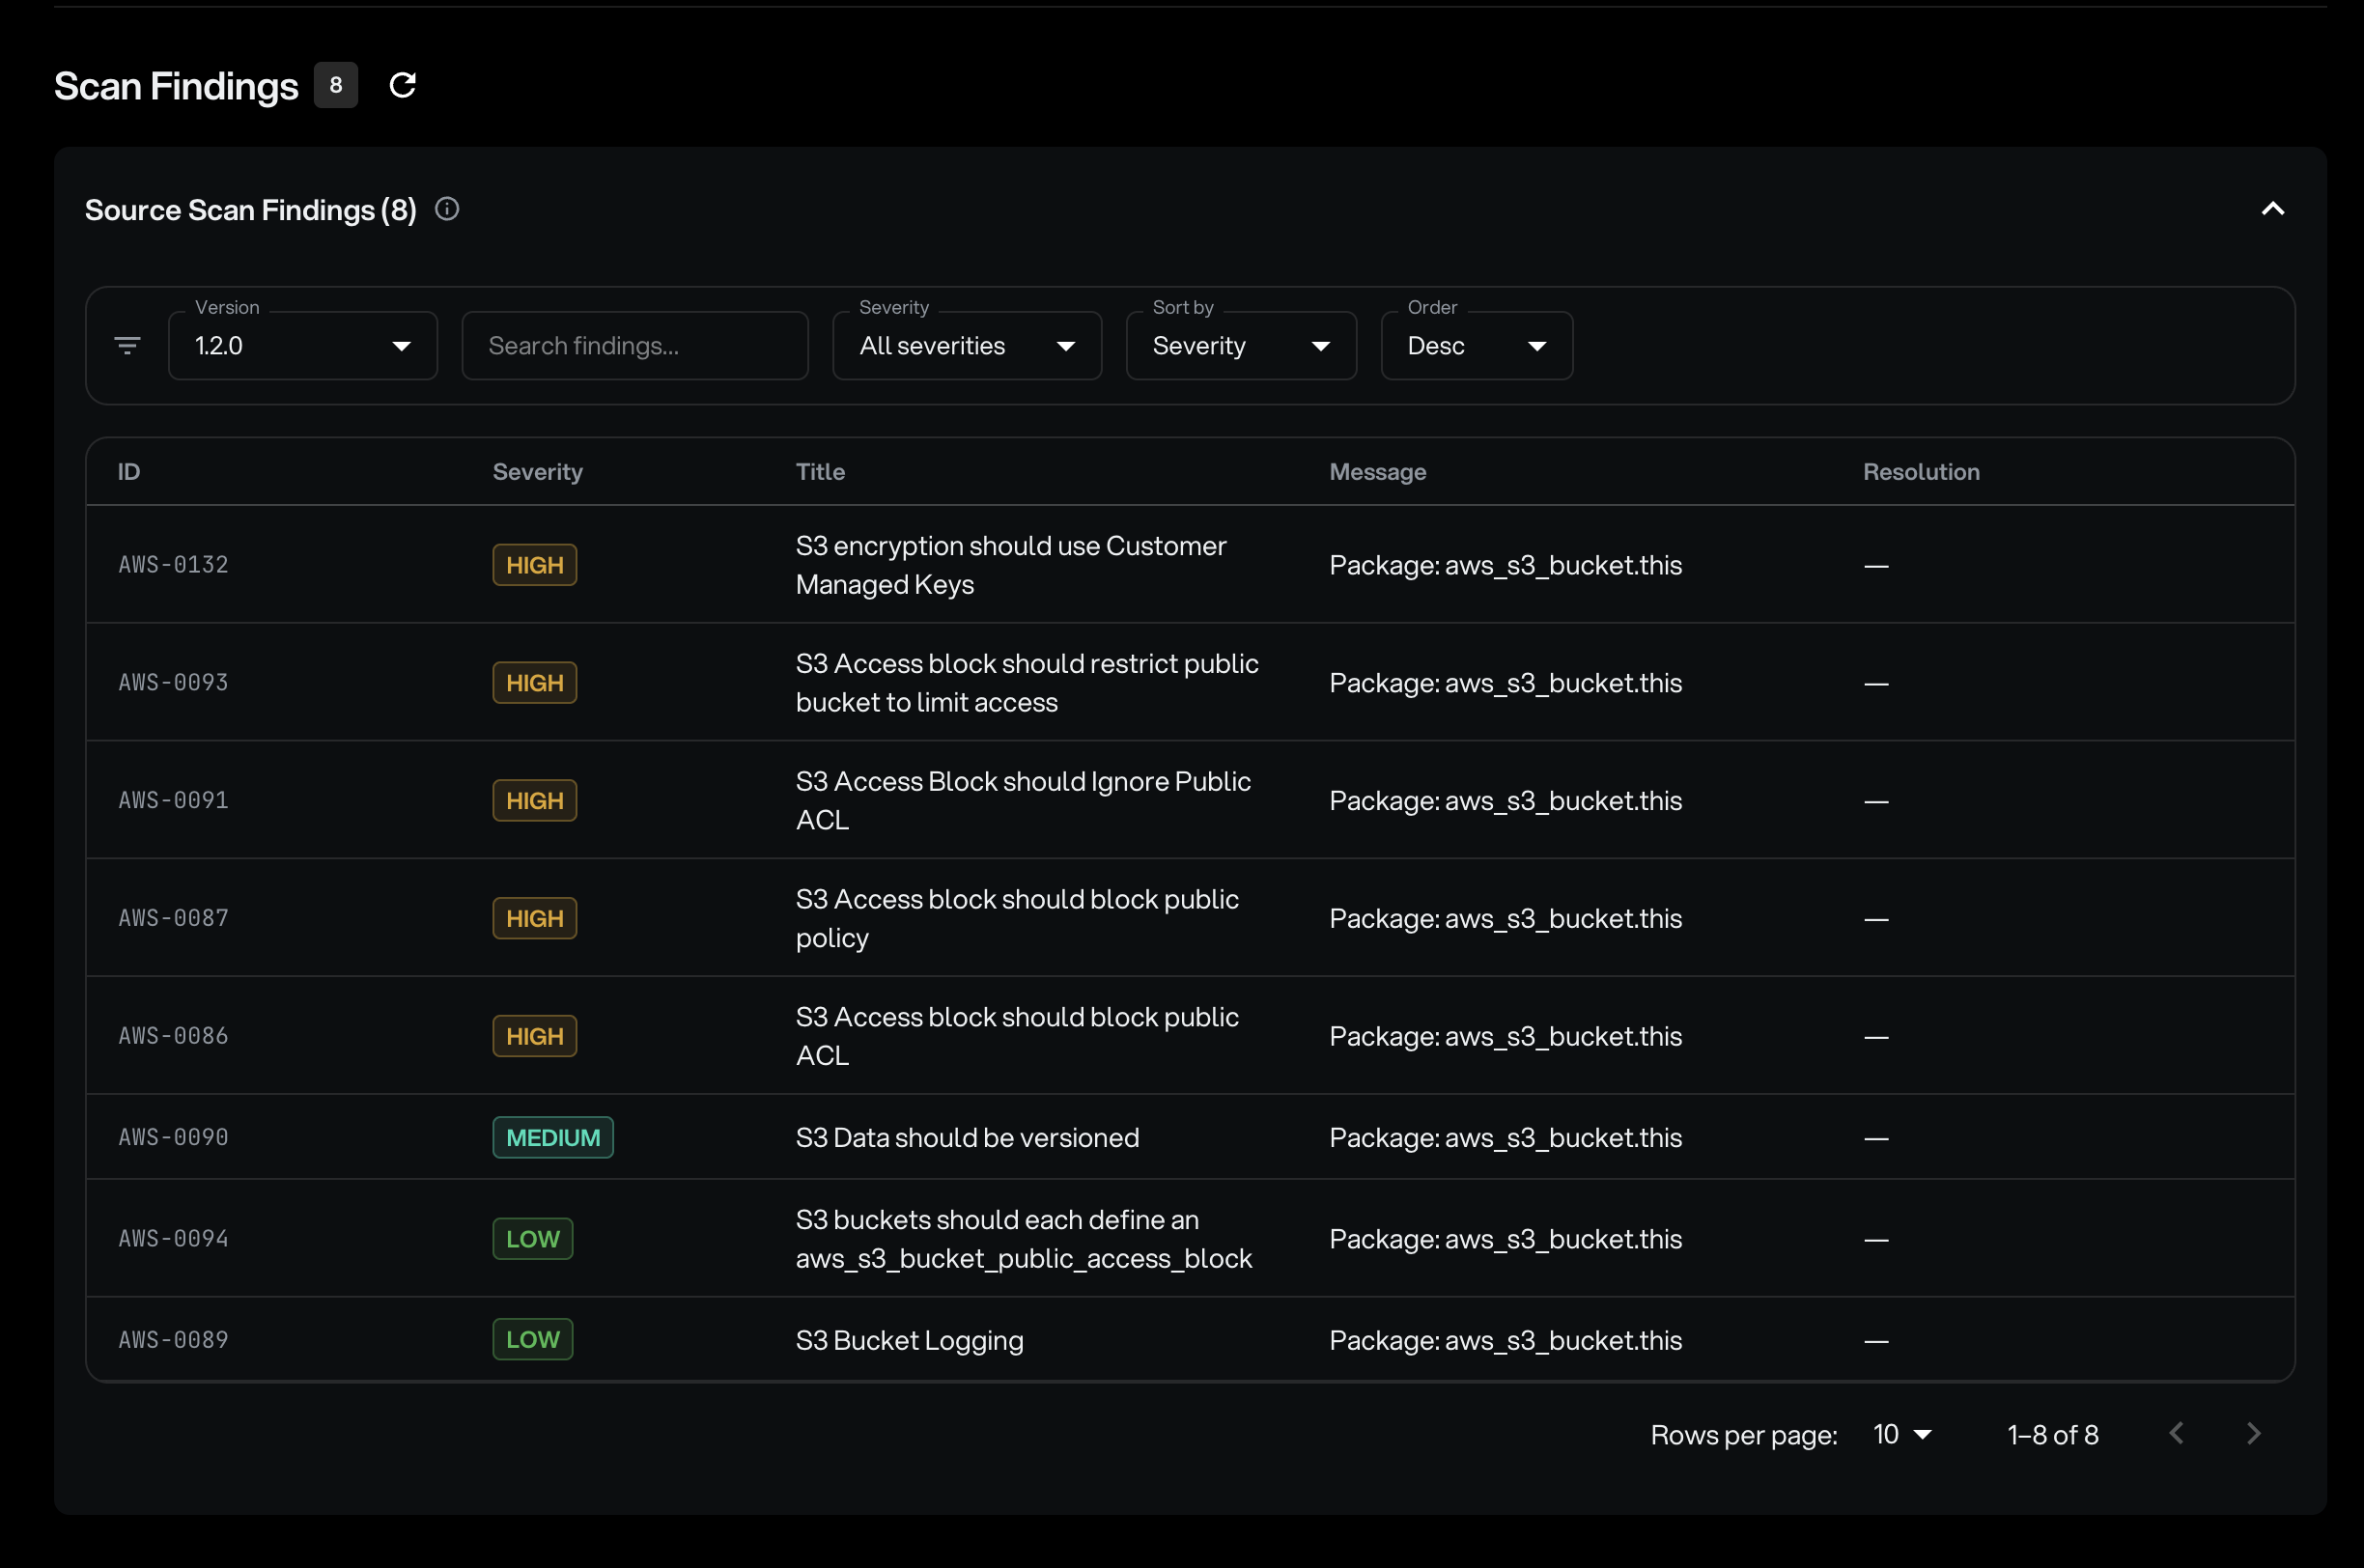 Scan Findings 8
Source Scan Findings (8)
Version
1.2.0
Search findings...
Severity
All severities
Sort by
Severity
Order
Desc
ID Severity Title Message Resolution
AWS-0132 HIGH S3 encryption should use Customer
Managed Keys
Package: aws_s3_bucket.this —
AWS-0093 HIGH S3 Access block should restrict public
bucket to limit access
Package: aws_s3_bucket.this —
AWS-0091 HIGH S3 Access Block should Ignore Public
ACL
Package: aws_s3_bucket.this —
AWS-0087 HIGH S3 Access block should block public
policy
Package: aws_s3_bucket.this —
AWS-0086 HIGH S3 Access block should block public
ACL
Package: aws_s3_bucket.this —
AWS-0090 MEDIUM S3 Data should be versioned Package: aws_s3_bucket.this —
AWS-0094 LOW S3 buckets should each define an
aws_s3_bucket_public_access_block
Package: aws_s3_bucket.this —
AWS-0089 LOW S3 Bucket Logging Package: aws_s3_bucket.this —
Rows per page: 10 1–8 of 8